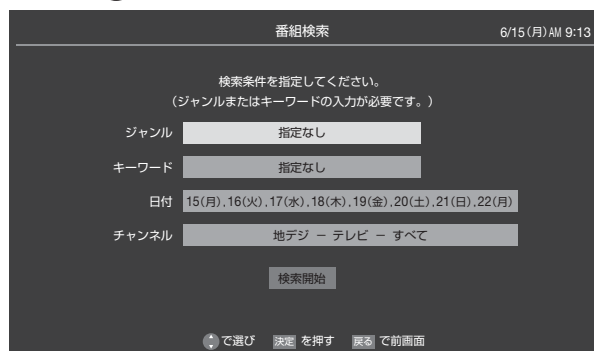 番組検索 6/15(月)AM 9:13
検索条件を指定してください。
(ジャンルまたはキーワードの入力が必要です。)
ジャンル 指定なし
キーワード 指定なし
日付 15(月),16(火),17(水),18(木),19(金),20(土),21(日),22(月)
チャンネル 地デジ － テレビ － すべて
検索開始
で選び 決定 を押す 戻る で前画面